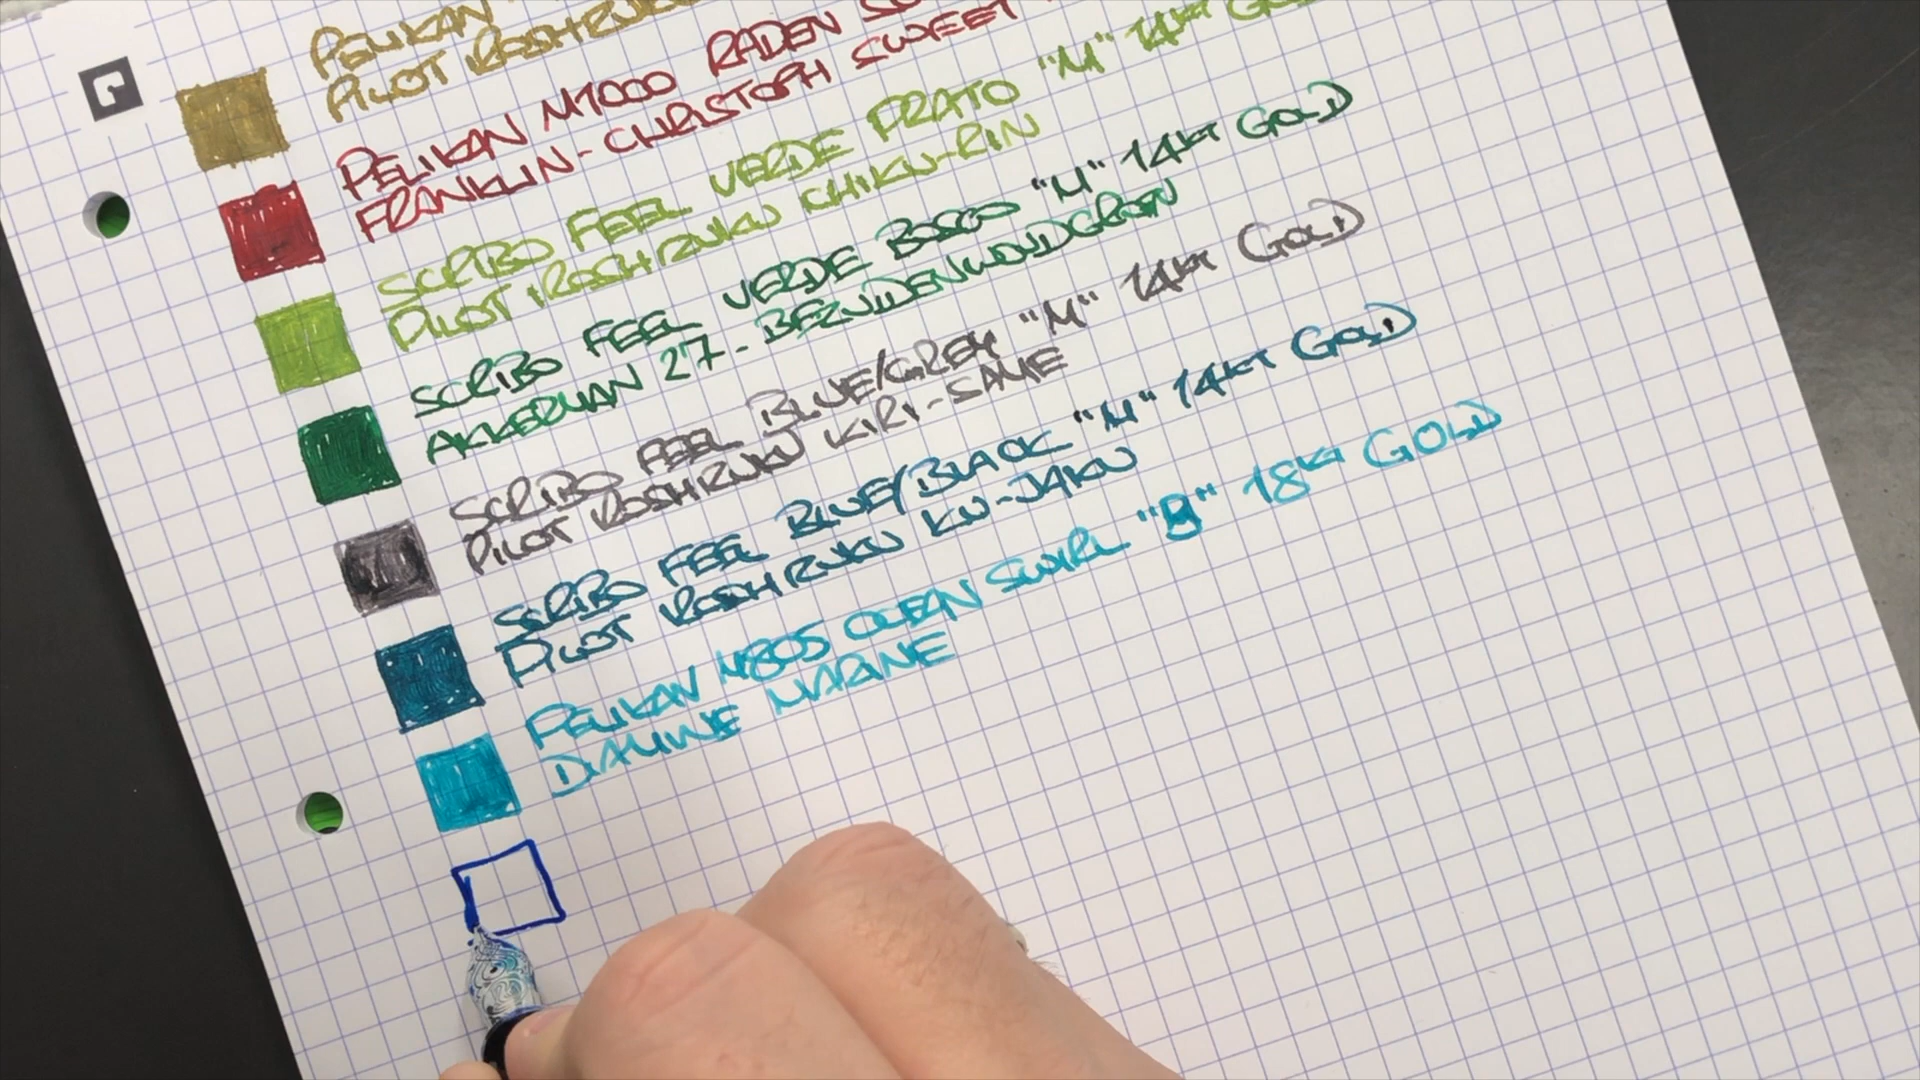 PELIKAN
PILOT IROSHIZUKU
PELIKAN M1000 RADEN
FRANKLIN-CHRISTOPH SWEET
SCRIBO FEEL VERDE PRATO "M" 14KT GOLD
PILOT IROSHIZUKU CHIKU-RIN
SCRIBO FEEL VERDE BOSCO "M" 14KT GOLD
AKKERMAN 27 - BEZUIDENWOUDGROEN
SCRIBO FEEL BLUE/GREY "M" 14KT GOLD
PILOT IROSHIZUKU KIRI-SAME
SCRIBO FEEL BLUE/BLACK "M" 14KT GOLD
PILOT IROSHIZUKU KU-JAKU
PELIKAN M805 OCEAN SWIRL "B" 18KT GOLD
DIAMINE MARINE